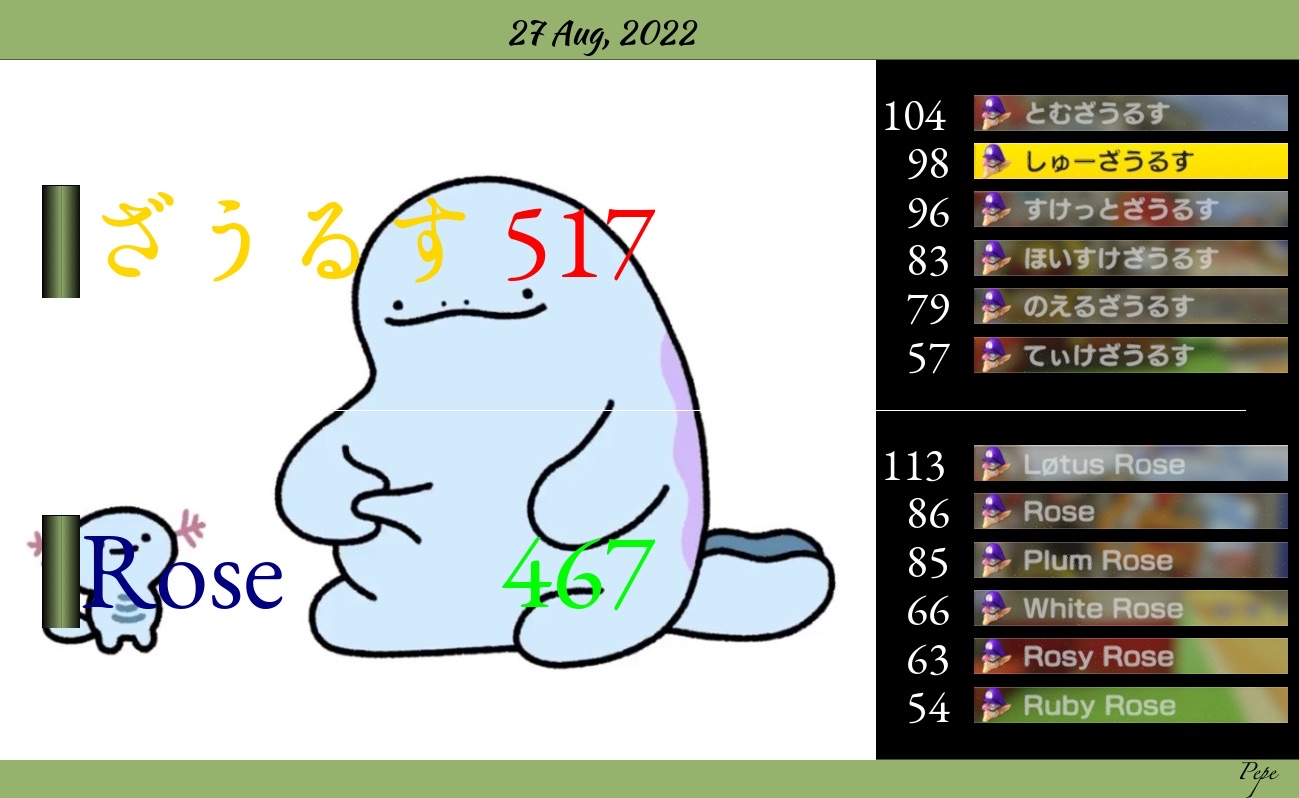 27 Aug, 2022
ざうるす 517
Rose 467
104 とむざうるす
98 しゅーざうるす
96 すけっとざうるす
83 ほいすけざうるす
79 のえるざうるす
57 てぃけざうるす
113 Løtus Rose
86 Rose
85 Plum Rose
66 White Rose
63 Rosy Rose
54 Ruby Rose
Pepe